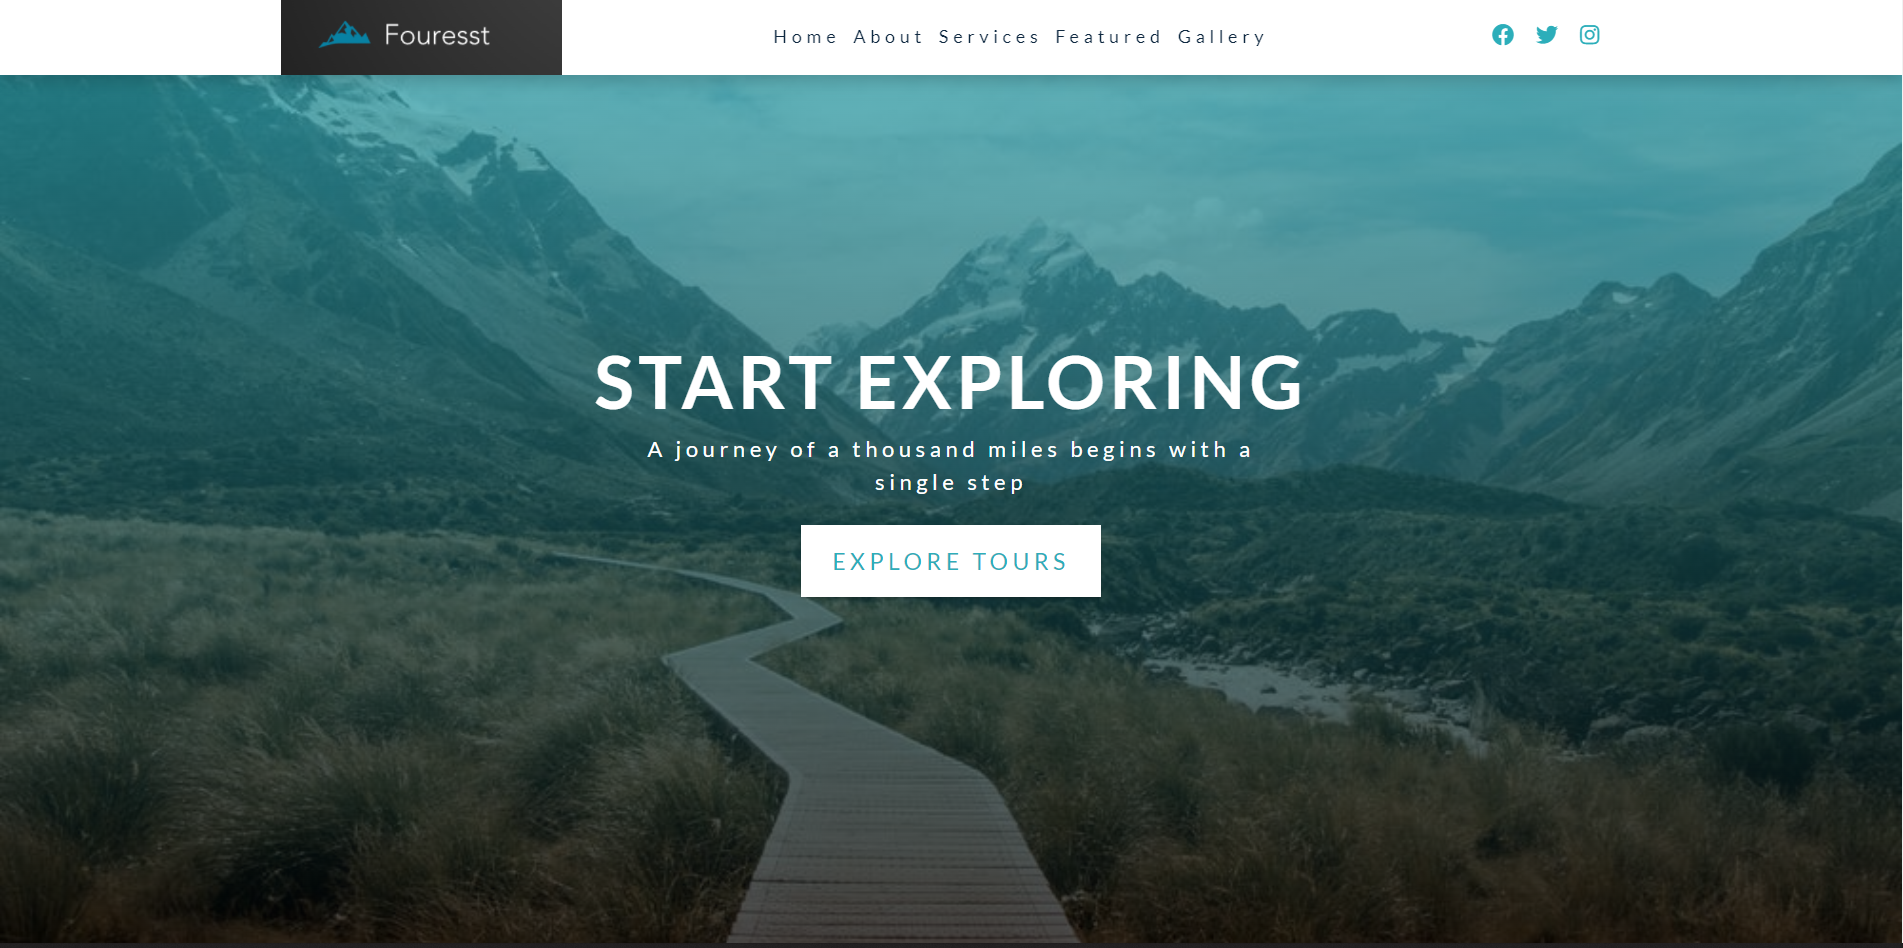 Fouresst
Home About Services Featured Gallery
START EXPLORING
A journey of a thousand miles begins with a
single step
EXPLORE TOURS